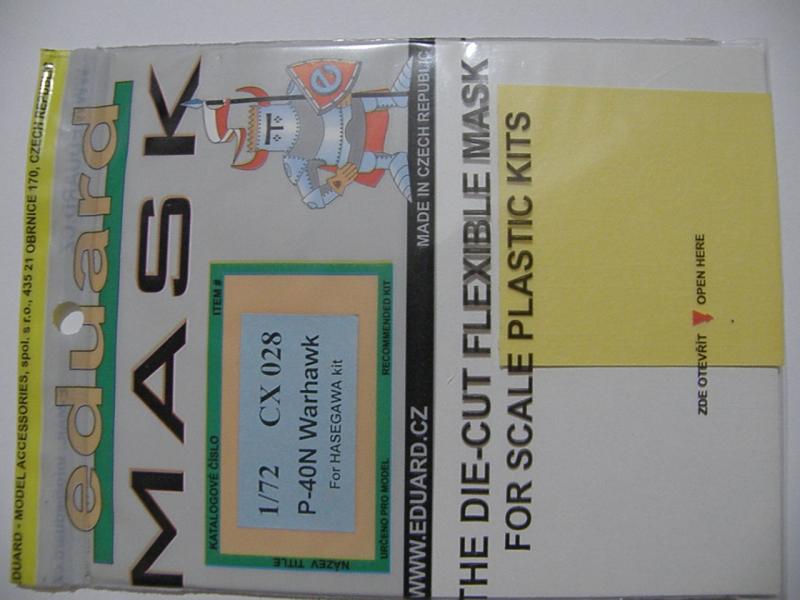 EDUARD - MODEL ACCESSORIES, spol. s r.o., 435 21 OBRNICE 170, CZECH REPUBLIC
eduard
MASK
KATALOGOVÉ ČÍSLO ITEM #
NÁZEV TITLE
1/72 CX 028
P-40N Warhawk
For HASEGAWA kit
URČENO PRO MODEL RECOMMENDED KIT
WWW.EDUARD.CZ MADE IN CZECH REPUBLIC
THE DIE-CUT FLEXIBLE MASK
FOR SCALE PLASTIC KITS
ZDE OTEVŘÍT OPEN HERE